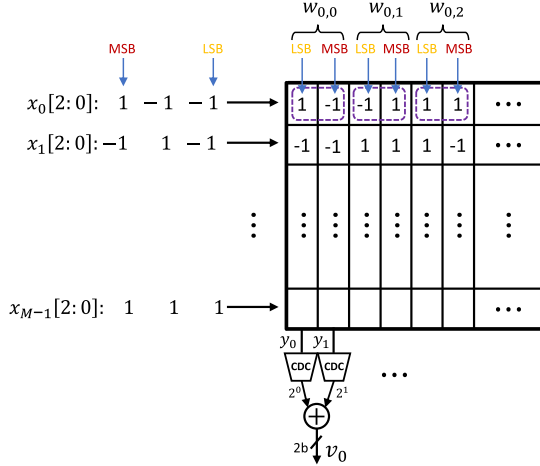 w0,0 w0,1 w0,2
MSB LSB LSB MSB LSB MSB LSB MSB
x0[2:0]: 1 −1 −1 1 -1 -1 1 1 1 •••
x1[2:0]: −1 1 −1 -1 -1 1 1 1 -1 •••
xM−1[2:0]: 1 1 1 •••
y0 y1
CDC CDC •••
2^0 2^1
+
2b v0